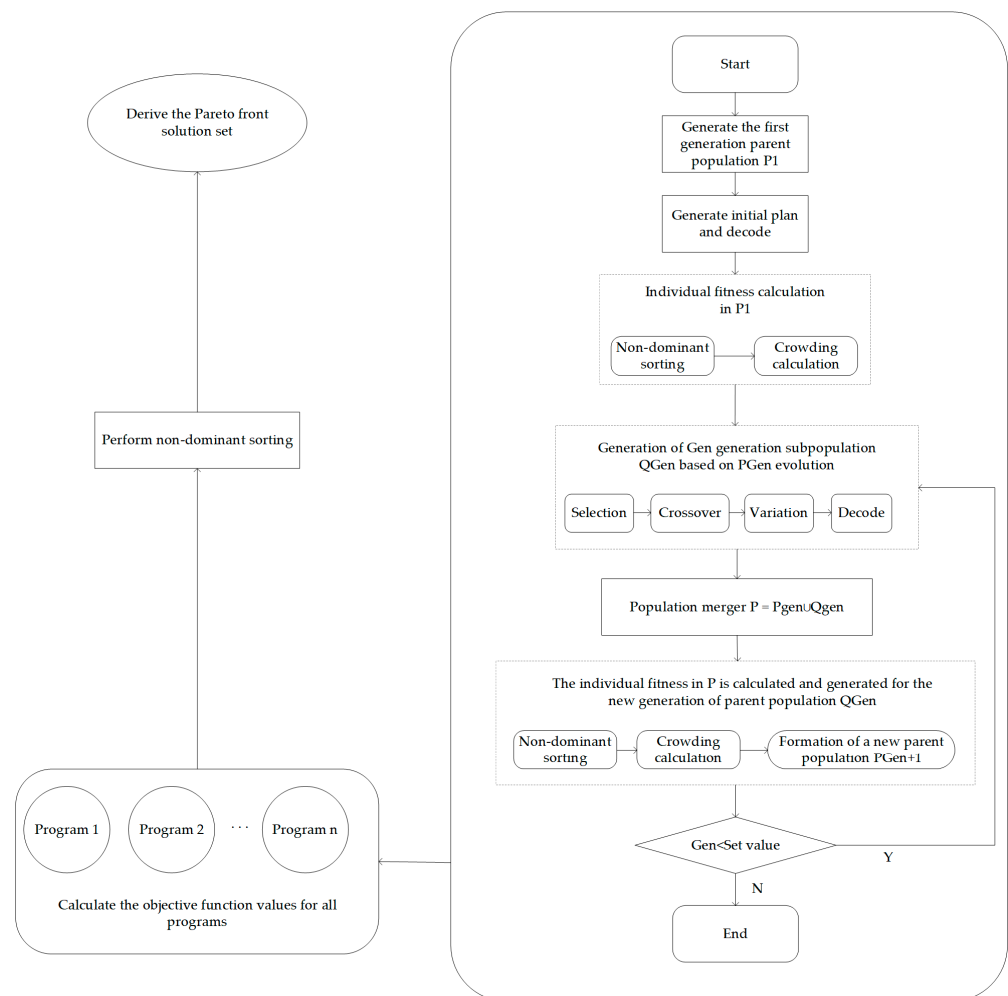 Start
Generate the first
generation parent
population P1
Generate initial plan
and decode
Individual fitness calculation
in P1
Non-dominant
sorting
Crowding
calculation
Generation of Gen generation subpopulation
QGen based on PGen evolution
Selection
Crossover
Variation
Decode
Population merger P = Pgen∪Qgen
The individual fitness in P is calculated and generated for the
new generation of parent population QGen
Non-dominant
sorting
Crowding
calculation
Formation of a new parent
population PGen+1
Gen<Set value
Y
N
End
Program 1
Program 2
...
Program n
Calculate the objective function values for all
programs
Perform non-dominant sorting
Derive the Pareto front
solution set